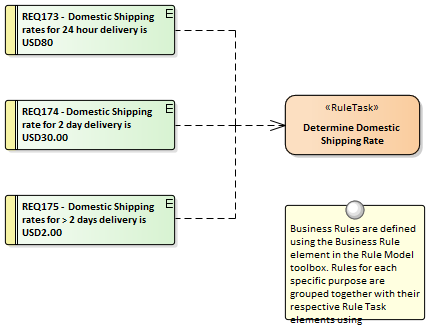 REQ173 - Domestic Shipping
rates for 24 hour delivery is
USD80
E
REQ174 - Domestic Shipping
rate for 2 day delivery is
USD30.00
E
REQ175 - Domestic Shipping
rates for > 2 days delivery is
USD2.00
E
«RuleTask»
Determine Domestic
Shipping Rate
Business Rules are defined
using the Business Rule
element in the Rule Model
toolbox. Rules for each
specific purpose are
grouped together with their
respective Rule Task
elements using